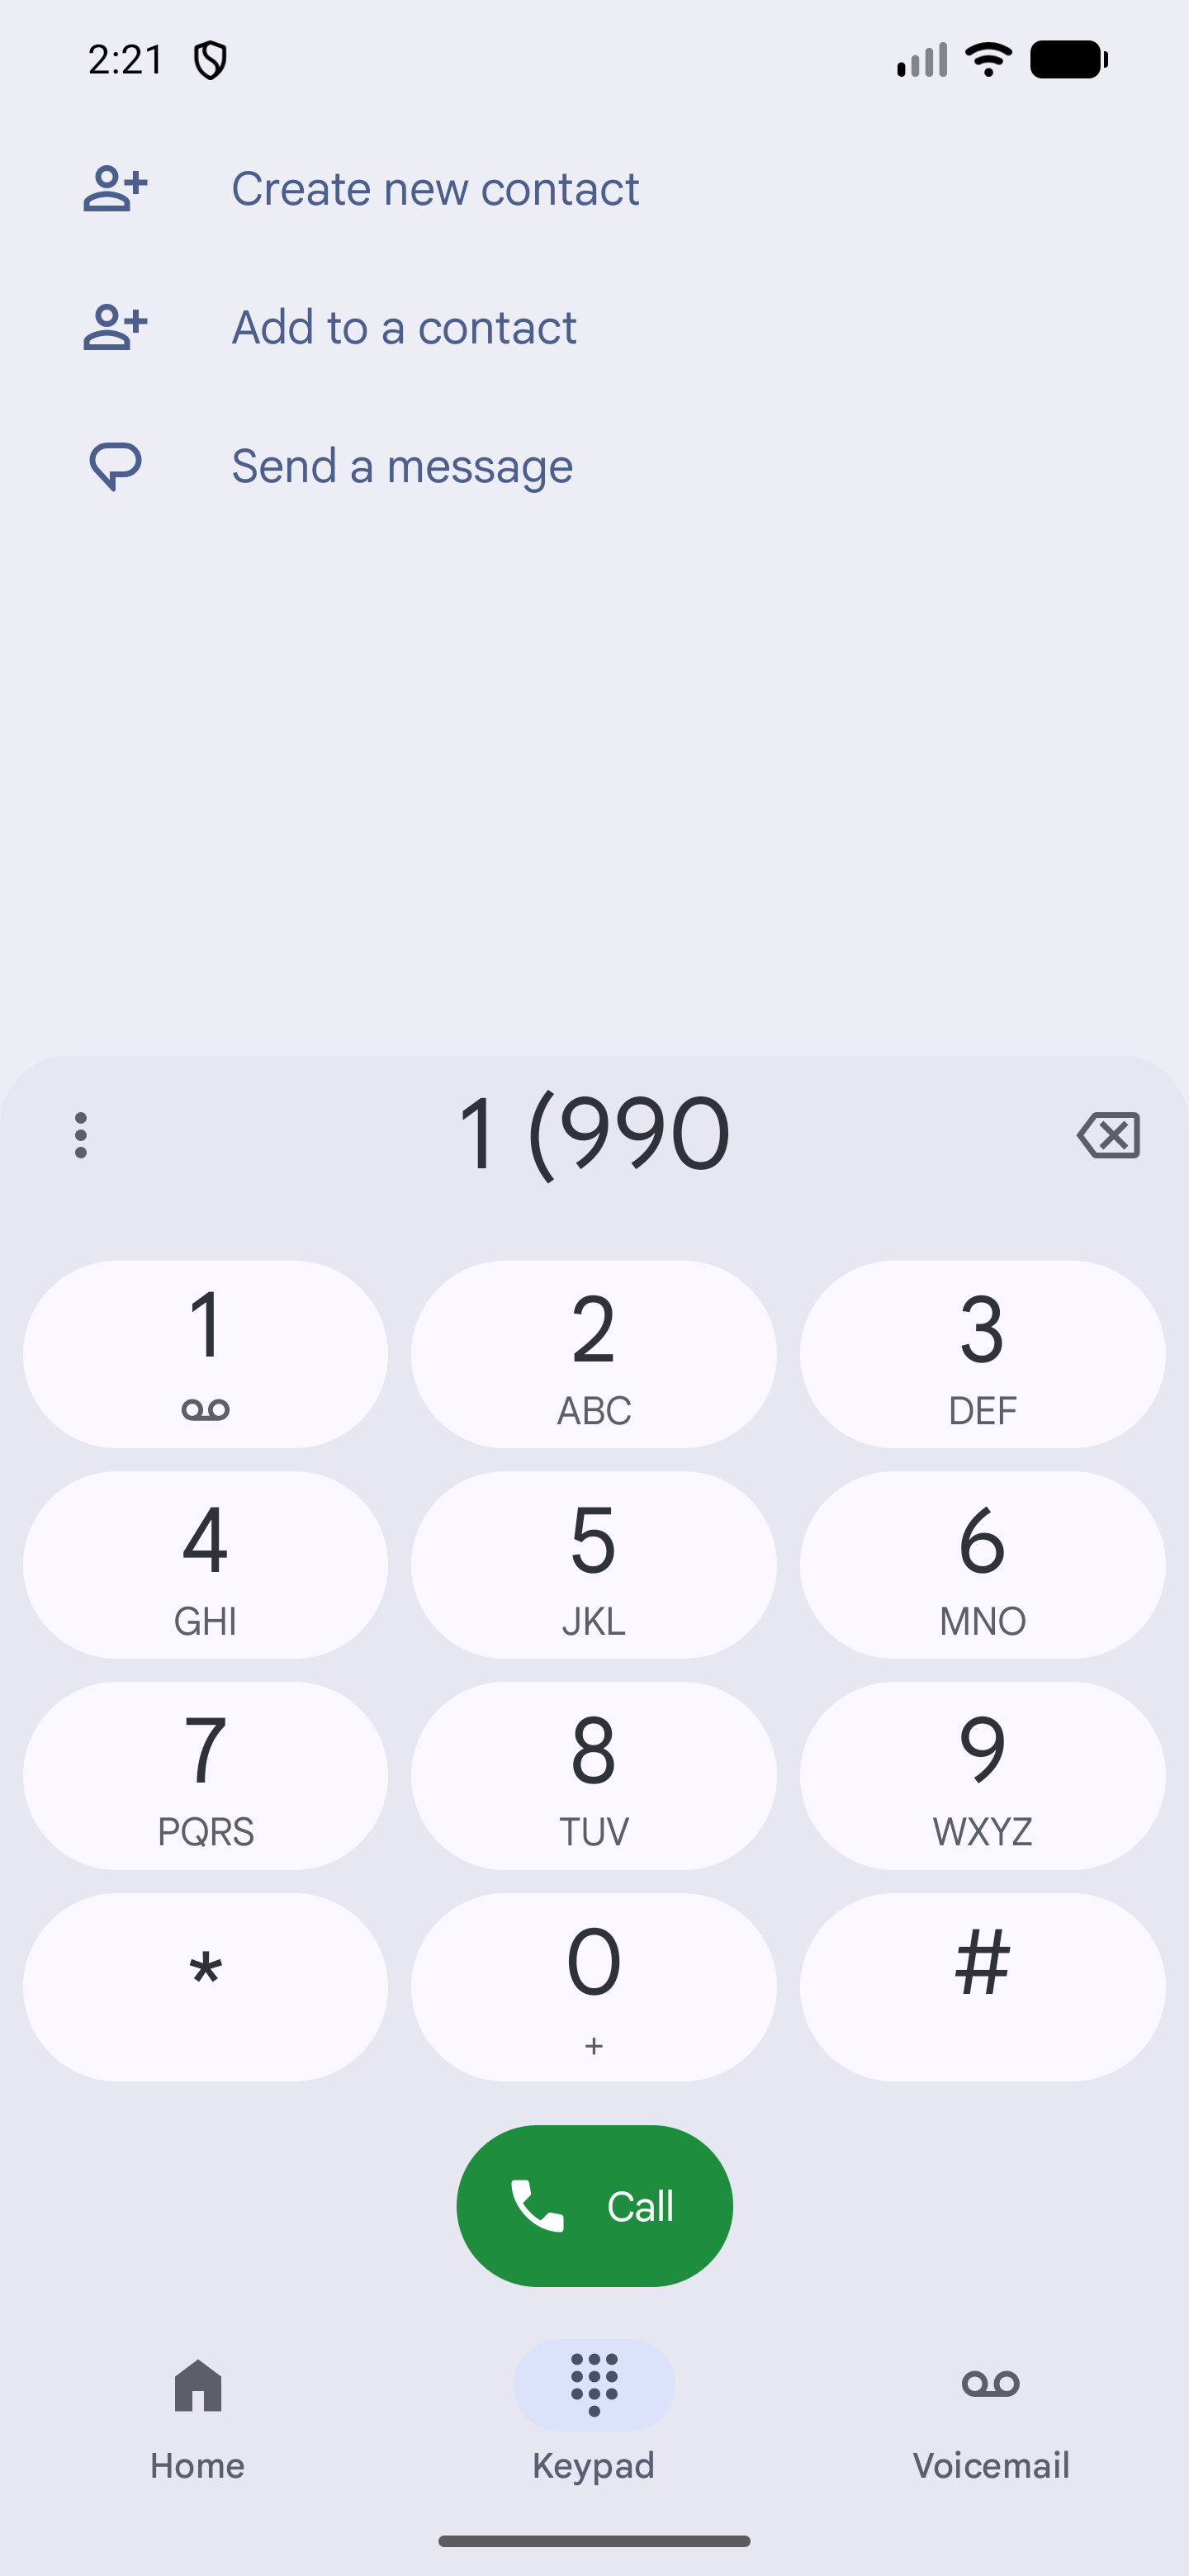 2:21
Create new contact
Add to a contact
Send a message
1 (990
1 2 3
ABC DEF
4 5 6
GHI JKL MNO
7 8 9
PQRS TUV WXYZ
* 0 #
+
Call
Home Keypad Voicemail